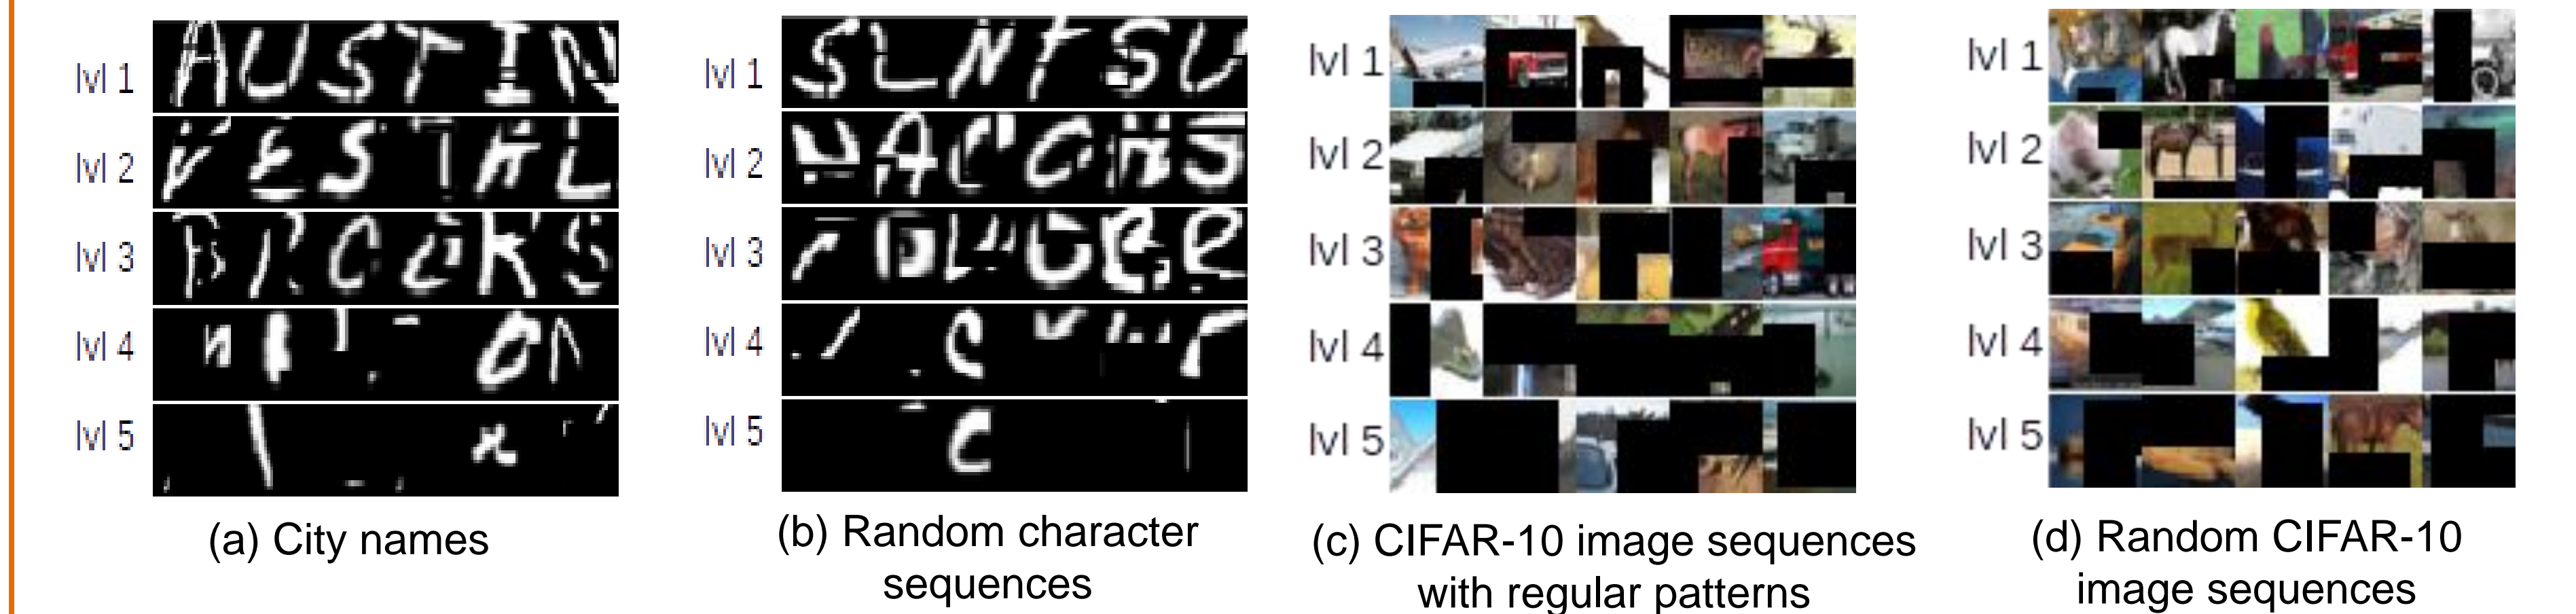 lvl 1
AUSTIN
lvl 2
VESTAL
lvl 3
BROOKS
lvl 4
lvl 5
(a) City names
lvl 1
SLNTSU
lvl 2
lvl 3
lvl 4
lvl 5
(b) Random character
sequences
lvl 1
lvl 2
lvl 3
lvl 4
lvl 5
(c) CIFAR-10 image sequences
with regular patterns
lvl 1
lvl 2
lvl 3
lvl 4
lvl 5
(d) Random CIFAR-10
image sequences